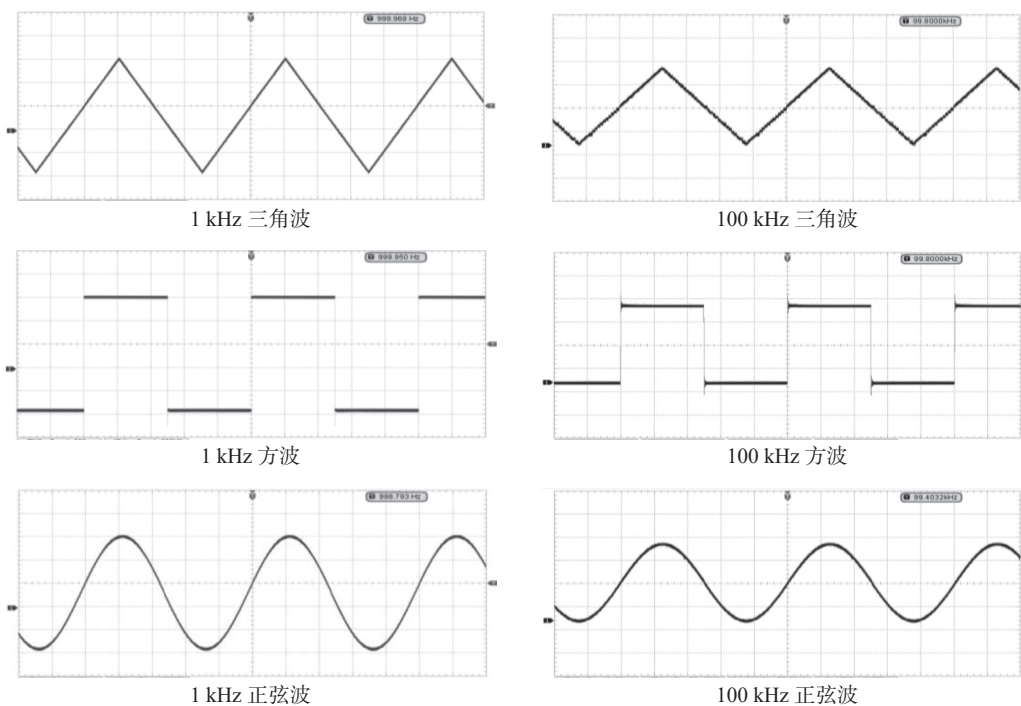 999.968 Hz
99.8000kHz
1 kHz 三角波
100 kHz 三角波
999.950 Hz
99.8000kHz
1 kHz 方波
100 kHz 方波
998.793 Hz
99.4032kHz
1 kHz 正弦波
100 kHz 正弦波